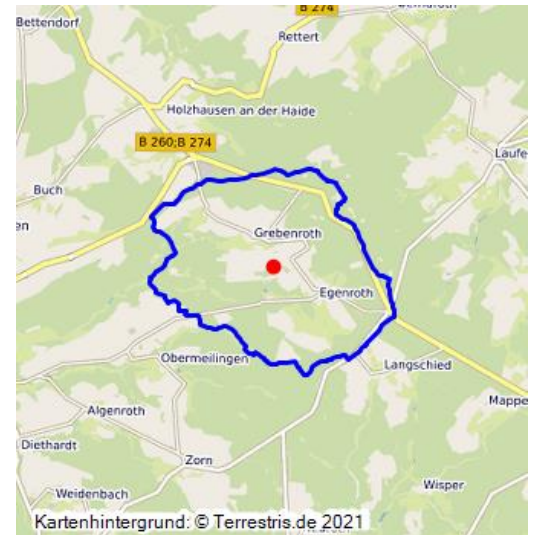 B 274
Bettendorf
Rettert
Holzhausen an der Haide
B 260;B 274
Laufe
Buch
en
Grebenroth
Egenroth
Obermeilingen
Langschied
Mappe
Algenroth
Diethardt
Zorn
Wisper
Weidenbach
Kartenhintergrund: © Terrestris.de 2021